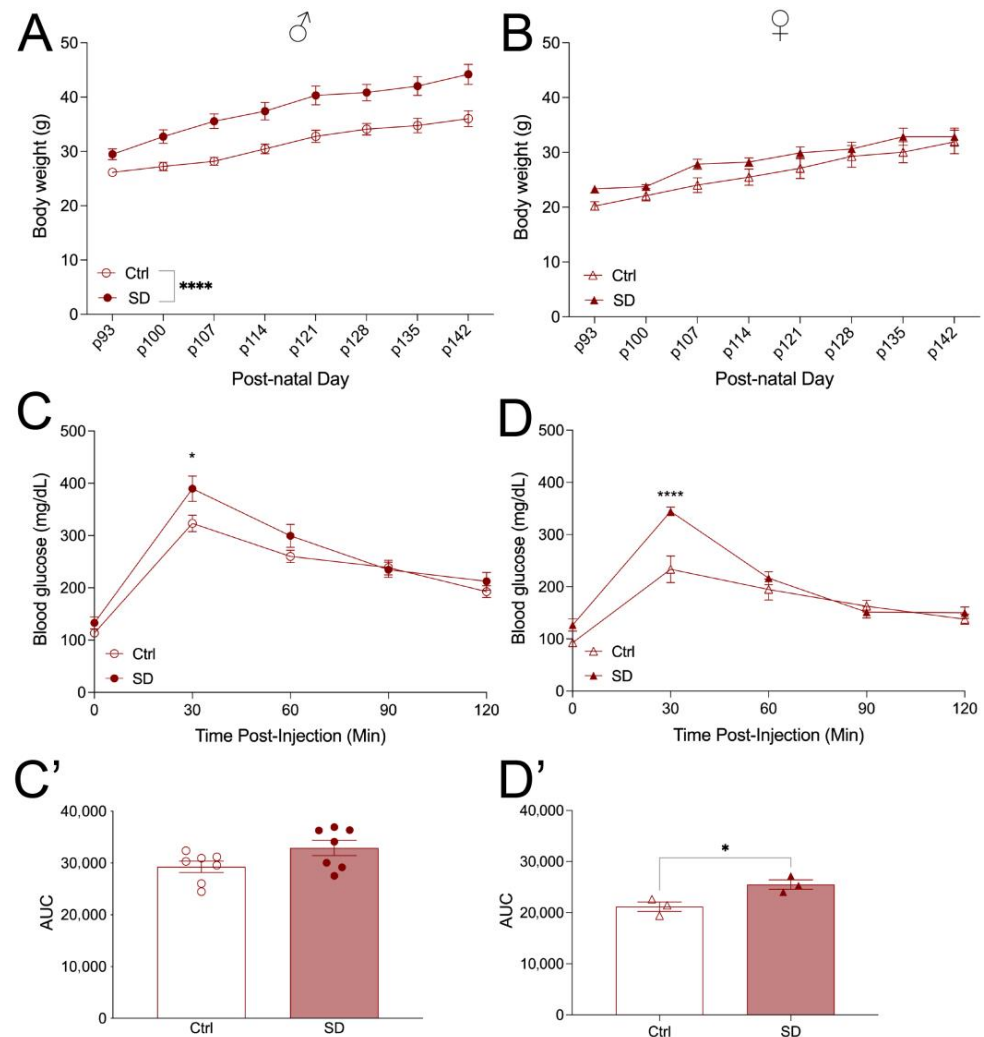 A
♂
50
40
30
20
10
0
Body weight (g)
Ctrl
SD
****
p93
p100
p107
p114
p121
p128
p135
p142
Post-natal Day
B
♀
50
40
30
20
10
0
Body weight (g)
Ctrl
SD
p93
p100
p107
p114
p121
p128
p135
p142
Post-natal Day
C
500
400
300
200
100
0
Blood glucose (mg/dL)
*
Ctrl
SD
0
30
60
90
120
Time Post-Injection (Min)
D
500
400
300
200
100
0
Blood glucose (mg/dL)
****
Ctrl
SD
0
30
60
90
120
Time Post-Injection (Min)
C’
40,000
30,000
20,000
10,000
0
AUC
Ctrl
SD
D’
40,000
30,000
20,000
10,000
0
AUC
*
Ctrl
SD